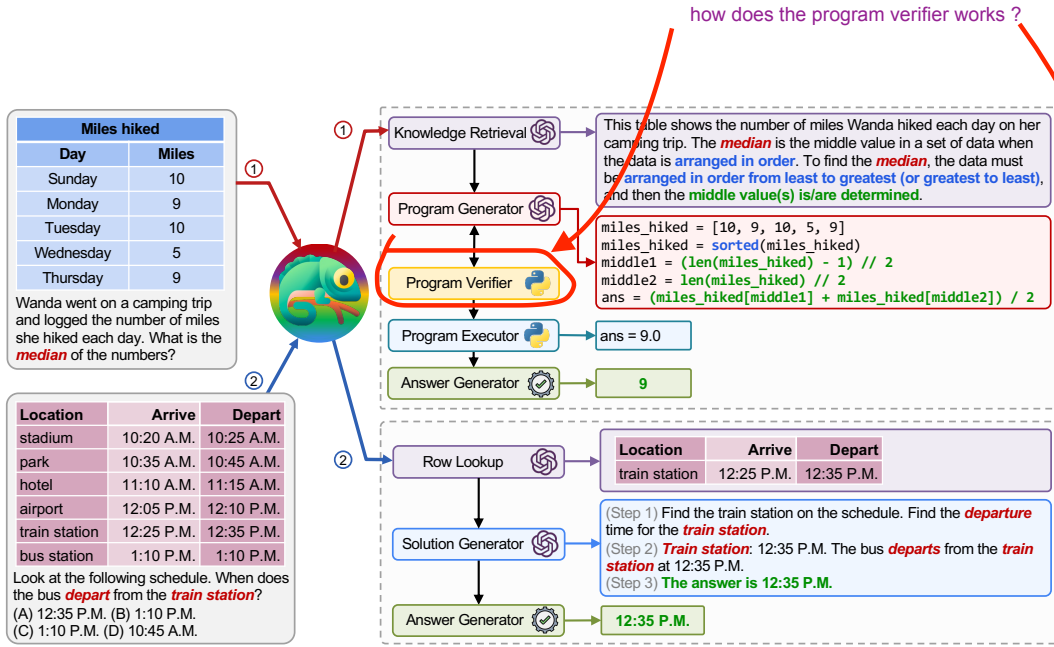 how does the program verifier works ?
Miles hiked
Day Miles
Sunday 10
Monday 9
Tuesday 10
Wednesday 5
Thursday 9
Wanda went on a camping trip
and logged the number of miles
she hiked each day. What is the
median of the numbers?
①
②
Location Arrive Depart
stadium 10:20 A.M. 10:25 A.M.
park 10:35 A.M. 10:45 A.M.
hotel 11:10 A.M. 11:15 A.M.
airport 12:05 P.M. 12:10 P.M.
train station 12:25 P.M. 12:35 P.M.
bus station 1:10 P.M. 1:10 P.M.
Look at the following schedule. When does
the bus depart from the train station?
(A) 12:35 P.M. (B) 1:10 P.M.
(C) 1:10 P.M. (D) 10:45 A.M.
①
Knowledge Retrieval
This table shows the number of miles Wanda hiked each day on her
camping trip. The median is the middle value in a set of data when
the data is arranged in order. To find the median, the data must
be arranged in order from least to greatest (or greatest to least),
and then the middle value(s) is/are determined.
Program Generator
miles_hiked = [10, 9, 10, 5, 9]
miles_hiked = sorted(miles_hiked)
middle1 = (len(miles_hiked) - 1) // 2
middle2 = len(miles_hiked) // 2
ans = (miles_hiked[middle1] + miles_hiked[middle2]) / 2
Program Verifier
Program Executor
ans = 9.0
Answer Generator
9
②
Row Lookup
Location Arrive Depart
train station 12:25 P.M. 12:35 P.M.
Solution Generator
(Step 1) Find the train station on the schedule. Find the departure
time for the train station.
(Step 2) Train station: 12:35 P.M. The bus departs from the train
station at 12:35 P.M.
(Step 3) The answer is 12:35 P.M.
Answer Generator
12:35 P.M.